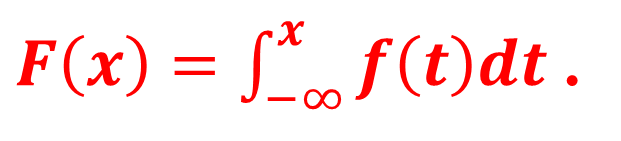 F(x) = ∫_{-∞}^{x} f(t)dt .